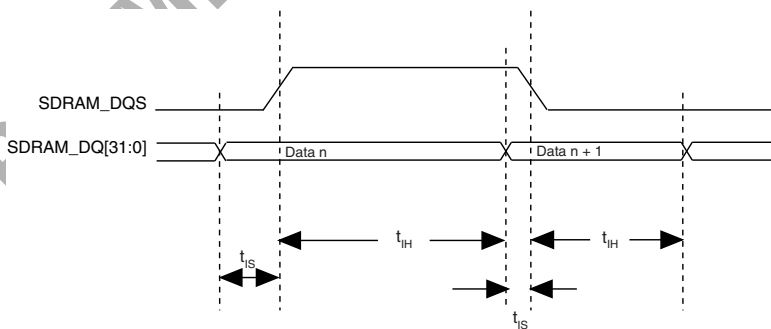 SDRAM_DQS
SDRAM_DQ[31:0]
Data n
Data n + 1
tIH
tIH
tIS
tIS